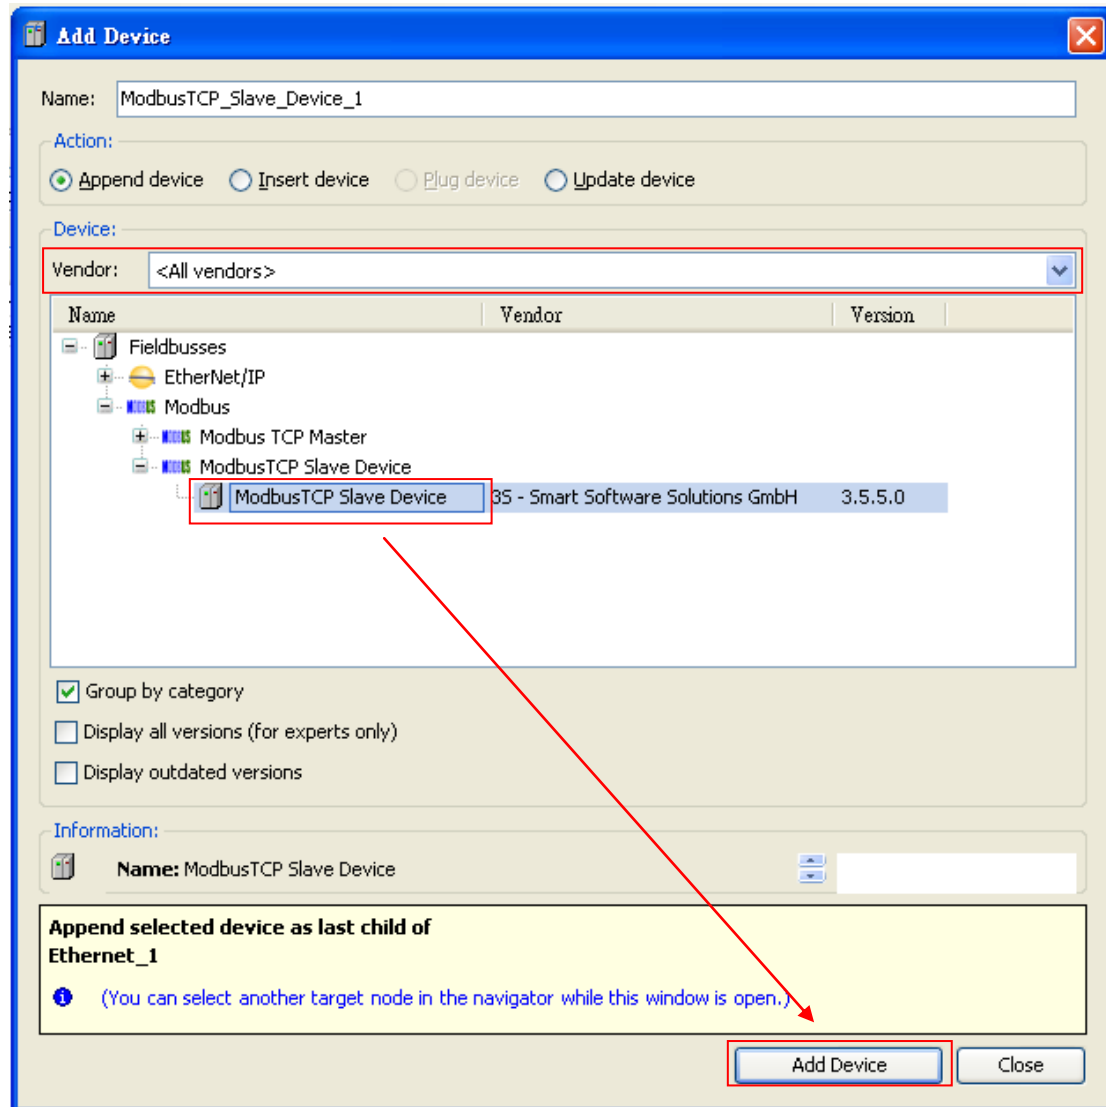 Add Device
Name: ModbusTCP_Slave_Device_1
Action:
Append device Insert device Plug device Update device
Device:
Vendor: <All vendors>
Name Vendor Version
Fieldbusses
EtherNet/IP
MODBUS Modbus
MODBUS Modbus TCP Master
MODBUS ModbusTCP Slave Device
ModbusTCP Slave Device 3S - Smart Software Solutions GmbH 3.5.5.0
Group by category
Display all versions (for experts only)
Display outdated versions
Information:
Name: ModbusTCP Slave Device
Append selected device as last child of
Ethernet_1
(You can select another target node in the navigator while this window is open.)
Add Device Close